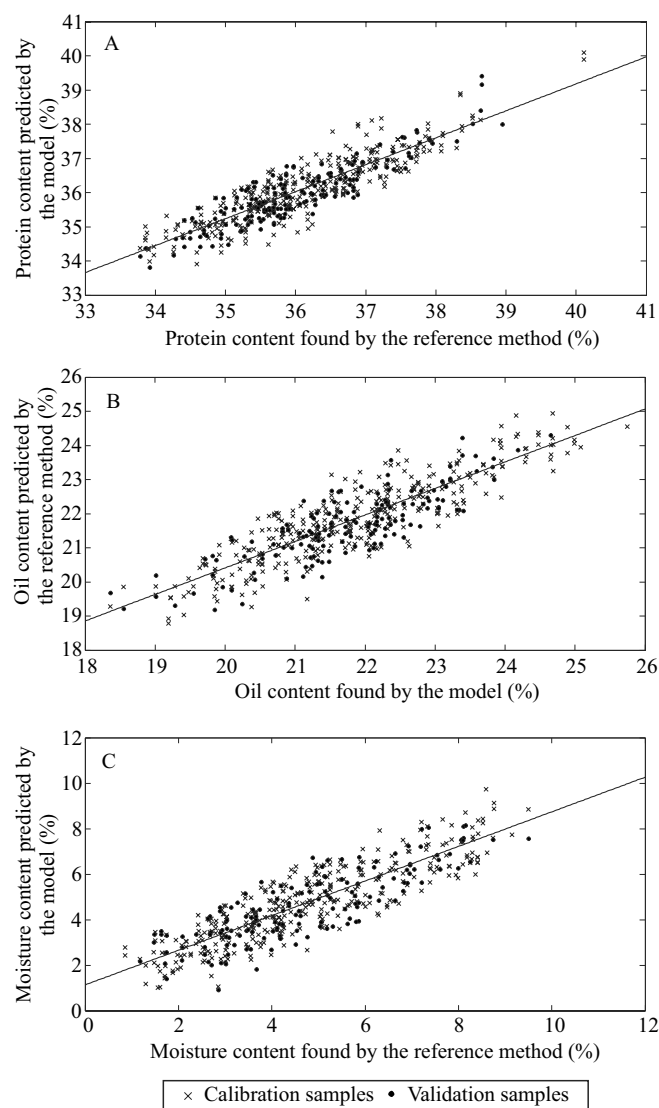 A
Protein content predicted by
the model (%)
41
40
39
38
37
36
35
34
33
33 34 35 36 37 38 39 40 41
Protein content found by the reference method (%)
B
Oil content predicted by
the reference method (%)
26
25
24
23
22
21
20
19
18
18 19 20 21 22 23 24 25 26
Oil content found by the model (%)
C
Moisture content predicted by
the model (%)
12
10
8
6
4
2
0
0 2 4 6 8 10 12
Moisture content found by the reference method (%)
× Calibration samples • Validation samples